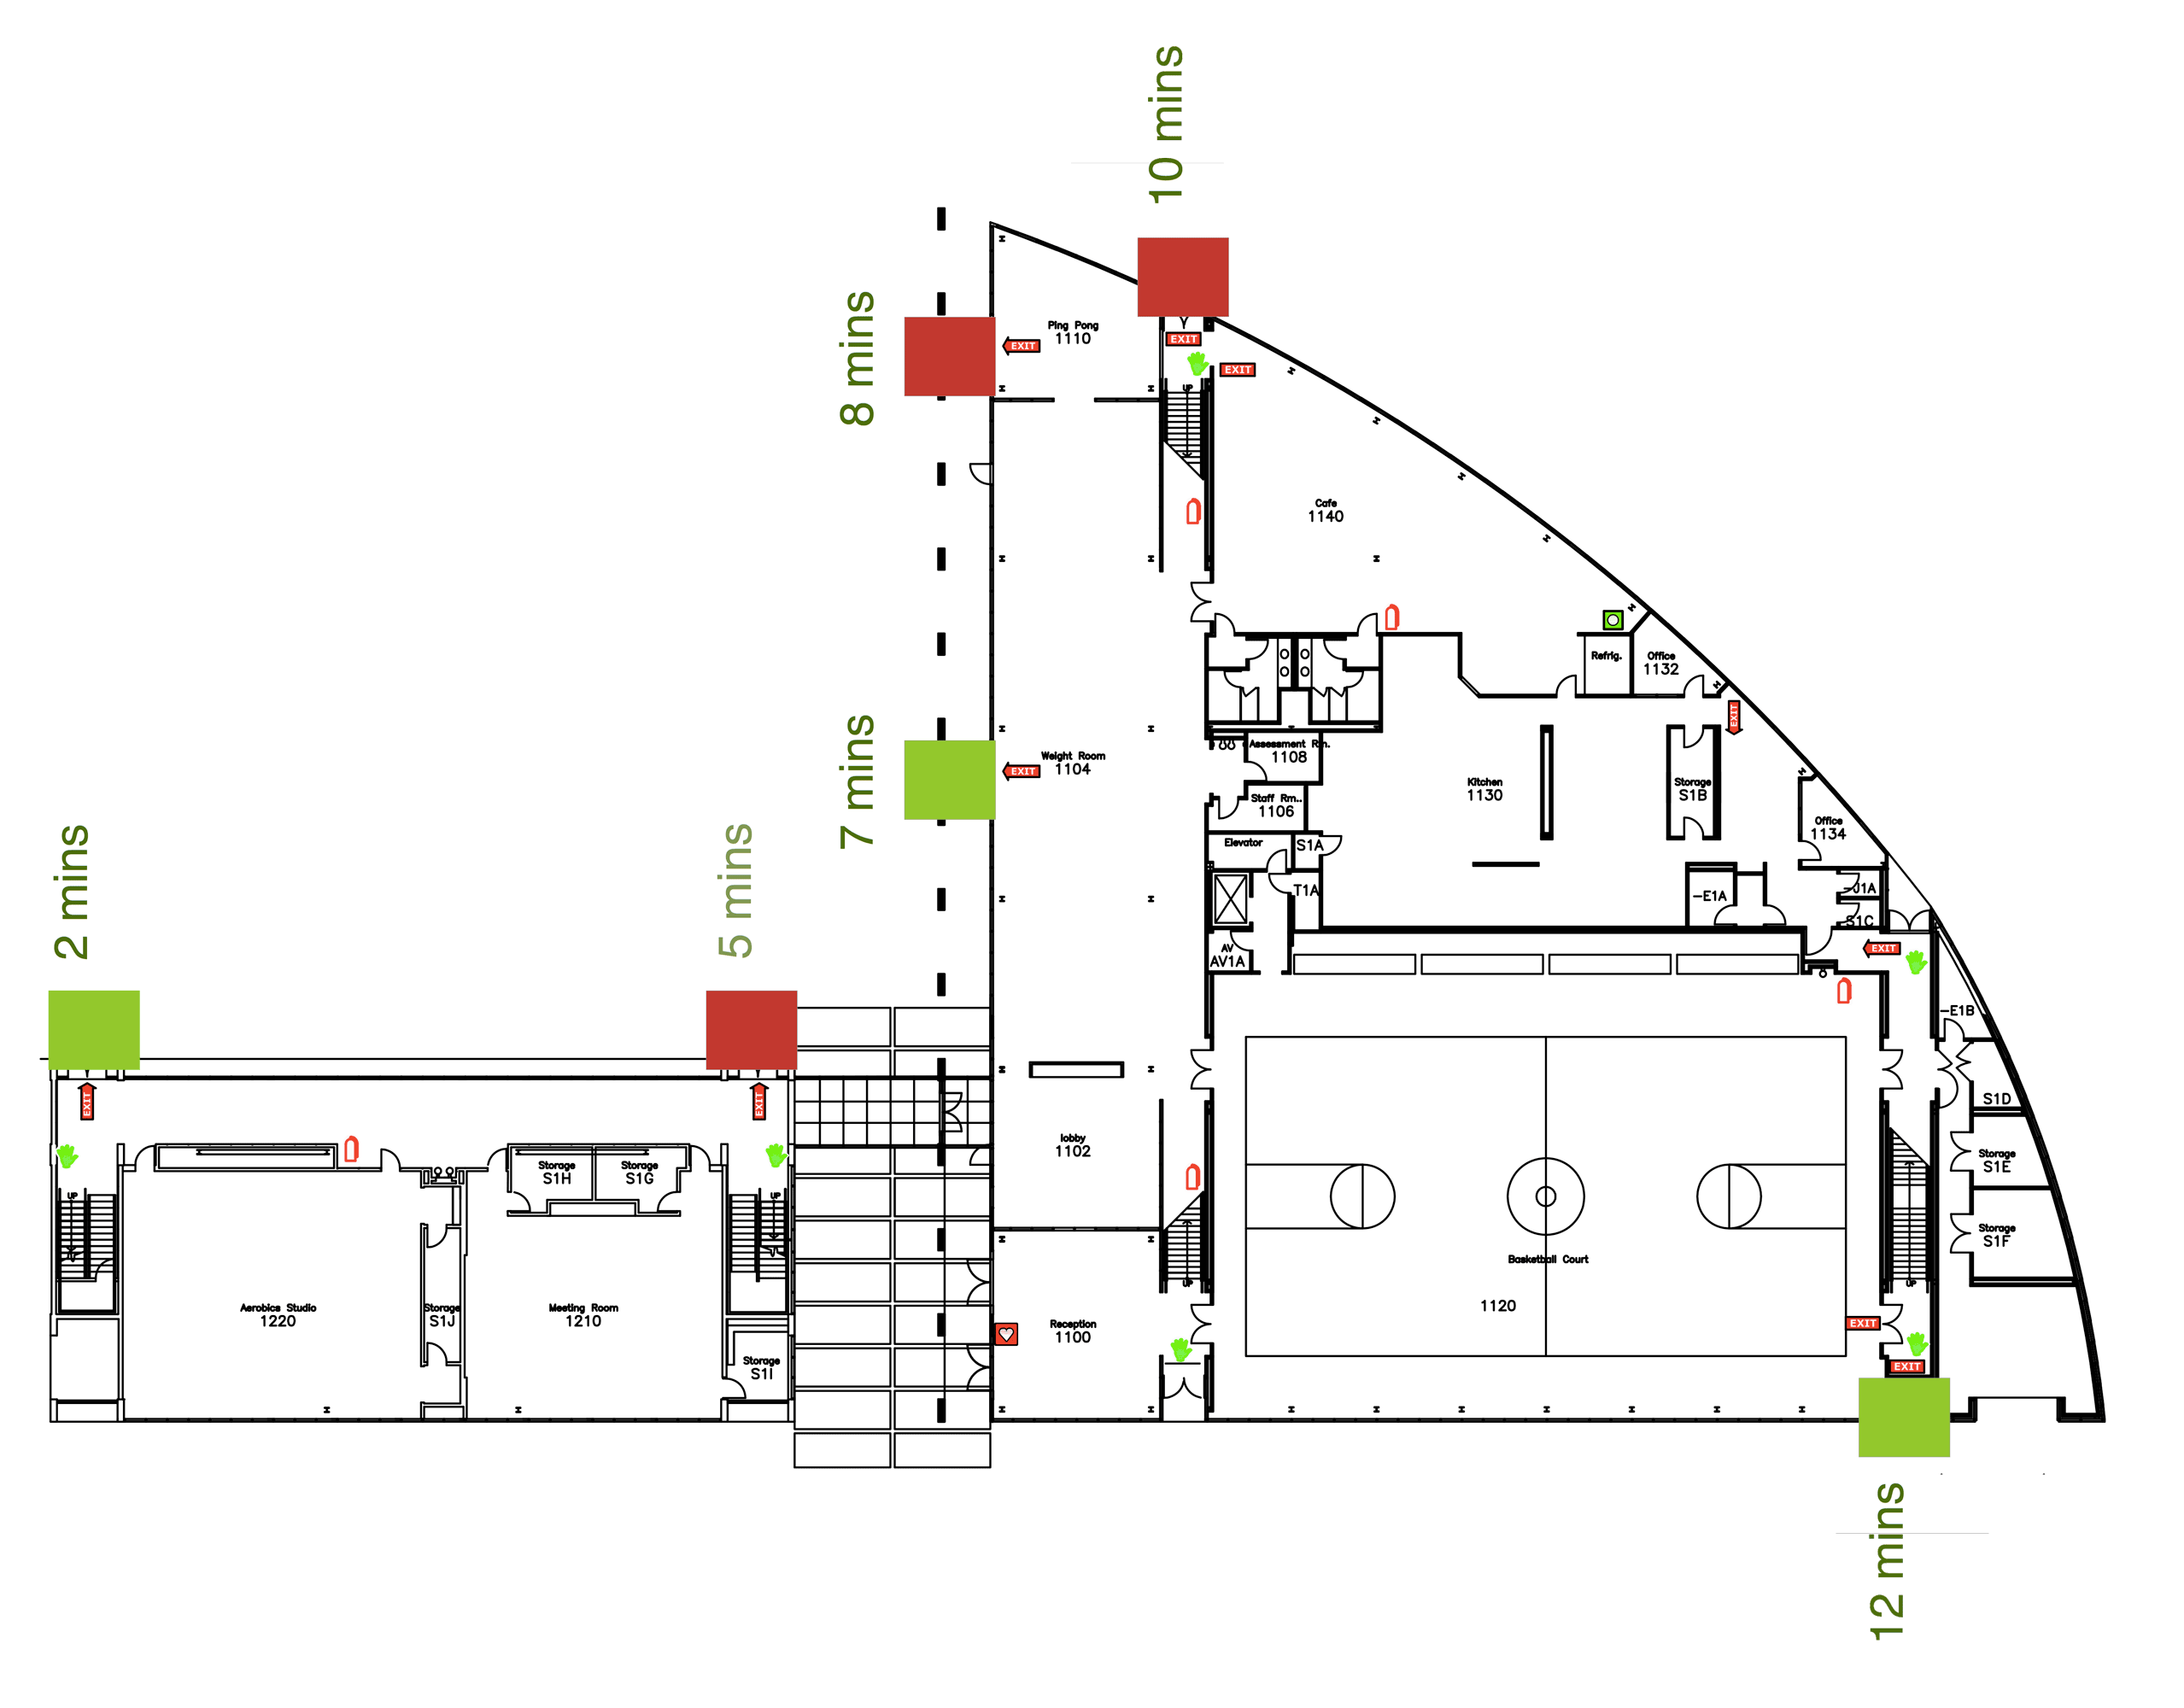 10 mins
8 mins
Ping Pong
1110
EXIT
EXIT
EXIT
UP
Cafe
1140
Refrig.
Office
1132
EXIT
7 mins
Weight Room
1104
EXIT
Assessment Rm.
1108
Staff Rm..
1106
Elevator
S1A
T1A
AV
AV1A
Kitchen
1130
Storage
S1B
Office
1134
-E1A
-J1A
S1C
EXIT
-E1B
S1D
Storage
S1E
Storage
S1F
2 mins
5 mins
EXIT
EXIT
UP
UP
Storage
S1H
Storage
S1G
Aerobics Studio
1220
Storage
S1J
Meeting Room
1210
Storage
S1I
lobby
1102
UP
Reception
1100
Basketball Court
1120
UP
EXIT
EXIT
12 mins